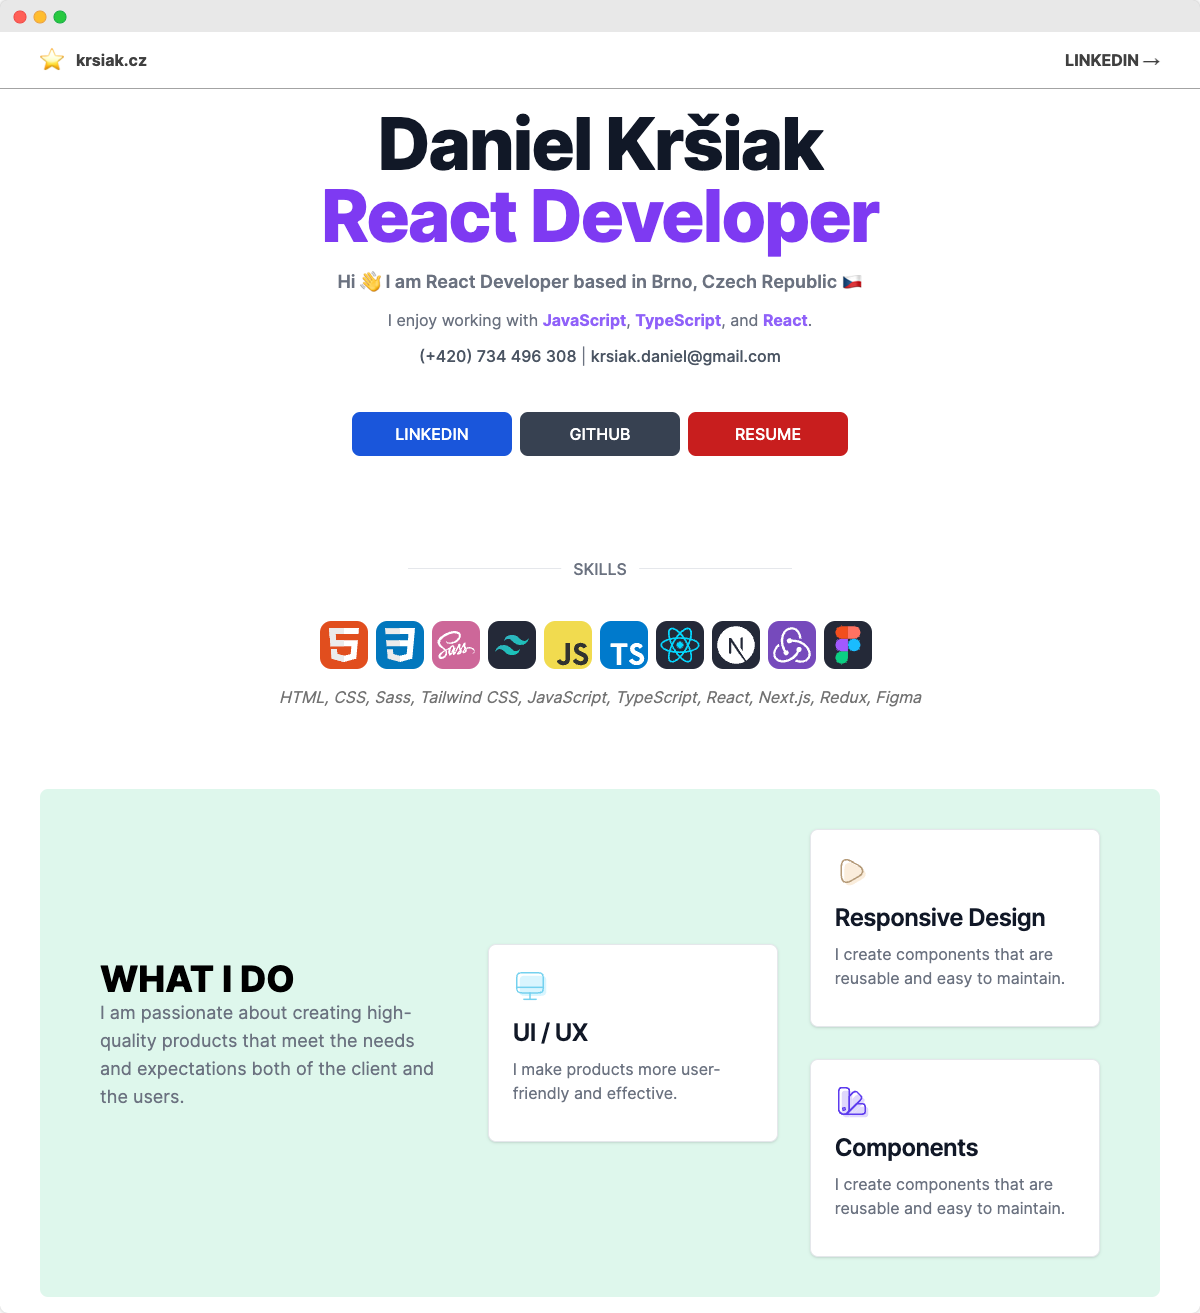 krsiak.cz
LINKEDIN →
Daniel Kršiak
React Developer
Hi 👋 I am React Developer based in Brno, Czech Republic 🇨🇿
I enjoy working with JavaScript, TypeScript, and React.
(+420) 734 496 308 | krsiak.daniel@gmail.com
LINKEDIN
GITHUB
RESUME
SKILLS
Sass
JS
TS
N
HTML, CSS, Sass, Tailwind CSS, JavaScript, TypeScript, React, Next.js, Redux, Figma
WHAT I DO
I am passionate about creating high-
quality products that meet the needs
and expectations both of the client and
the users.
UI / UX
I make products more user-
friendly and effective.
Responsive Design
I create components that are
reusable and easy to maintain.
Components
I create components that are
reusable and easy to maintain.